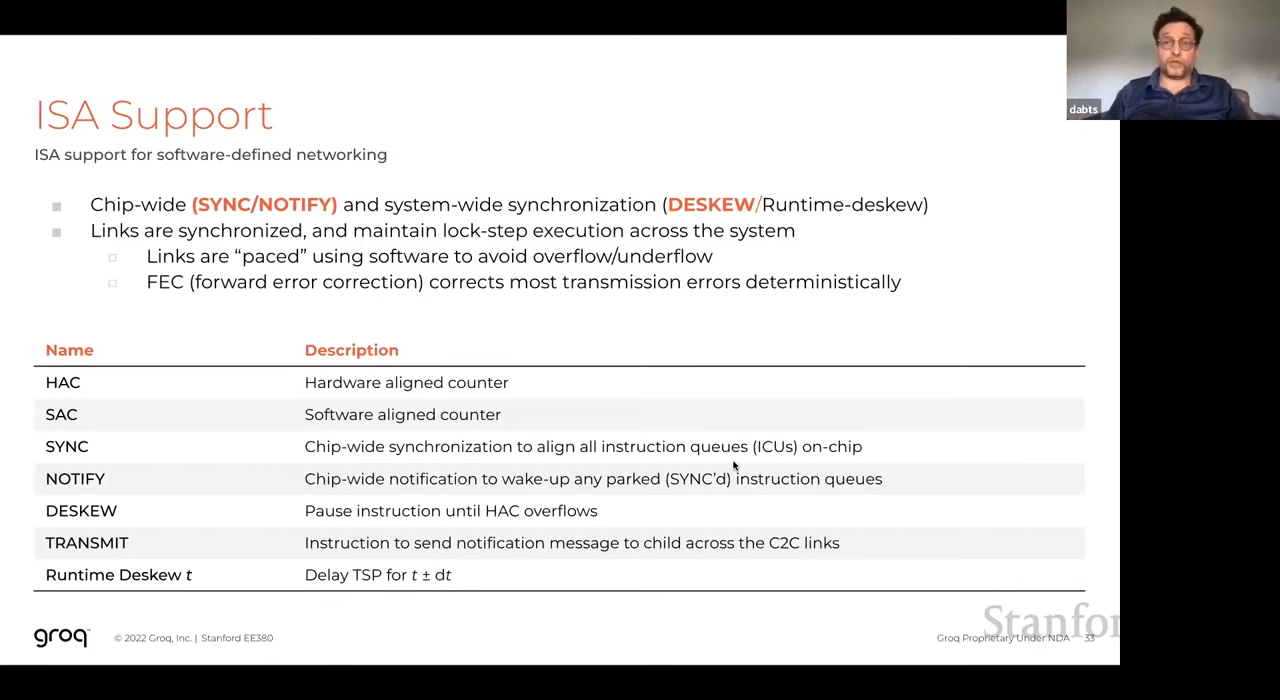 dabts
ISA Support
ISA support for software-defined networking
Chip-wide (SYNC/NOTIFY) and system-wide synchronization (DESKEW/Runtime-deskew)
Links are synchronized, and maintain lock-step execution across the system
Links are “paced” using software to avoid overflow/underflow
FEC (forward error correction) corrects most transmission errors deterministically
Name Description
HAC Hardware aligned counter
SAC Software aligned counter
SYNC Chip-wide synchronization to align all instruction queues (ICUs) on-chip
NOTIFY Chip-wide notification to wake-up any parked (SYNC’d) instruction queues
DESKEW Pause instruction until HAC overflows
TRANSMIT Instruction to send notification message to child across the C2C links
Runtime Deskew t Delay TSP for t ± dt
Stanfor
groq™ © 2022 Groq, Inc. | Stanford EE380 Groq Proprietary Under NDA 33